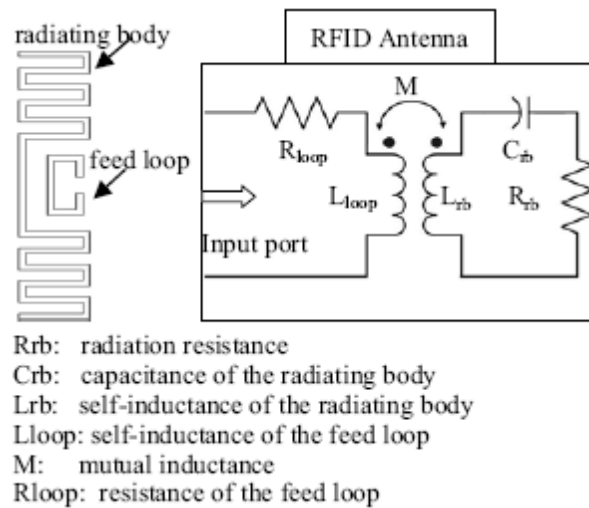 radiating body
RFID Antenna
M
Rloop
Crb
feed loop
Lloop
Lrb
Rrb
Input port
Rrb: radiation resistance
Crb: capacitance of the radiating body
Lrb: self-inductance of the radiating body
Lloop: self-inductance of the feed loop
M: mutual inductance
Rloop: resistance of the feed loop